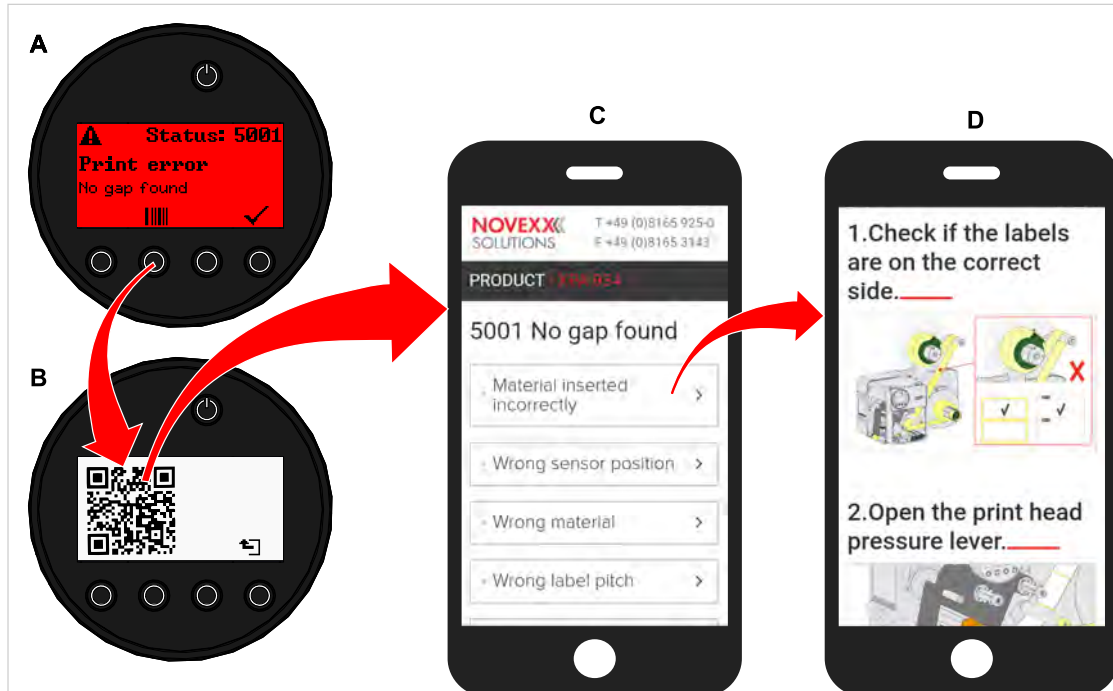 A
Status: 5001
Print error
No gap found
B
C
NOVEXX
SOLUTIONS
T +49 (0)8165 925-0
F +49 (0)8165 3143
PRODUCT
5001 No gap found
- Material inserted
incorrectly
- Wrong sensor position
- Wrong material
- Wrong label pitch
D
1.Check if the labels
are on the correct
side.
X
2.Open the print head
pressure lever.